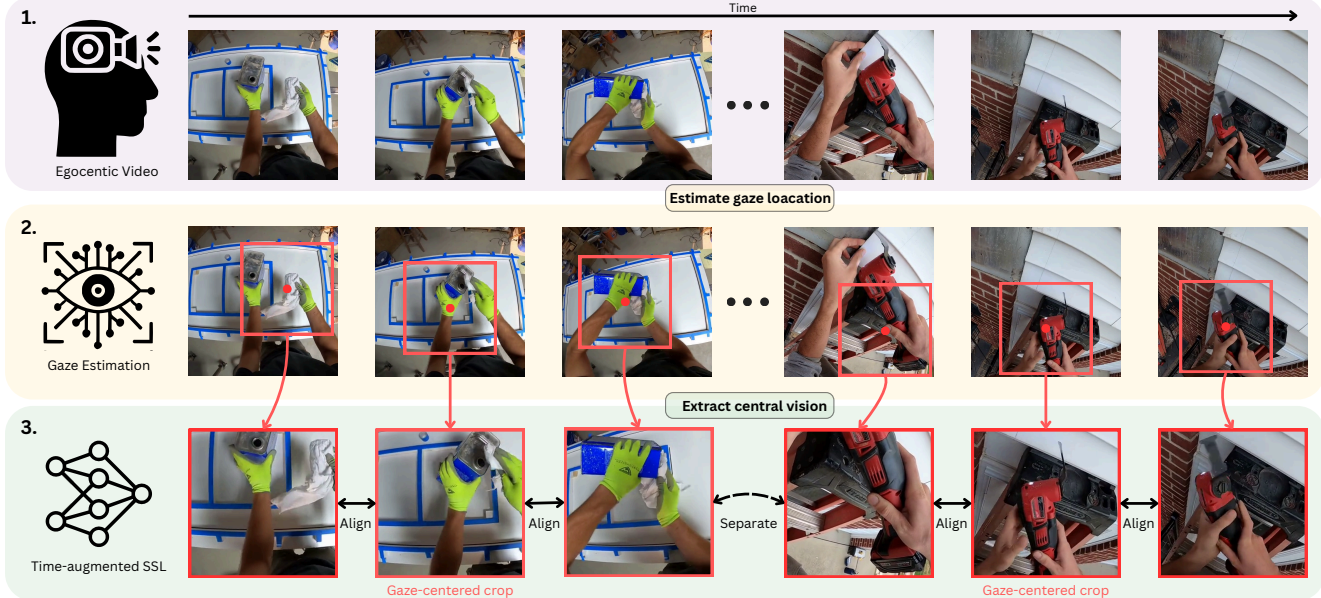 1.
Time
Egocentic Video
Estimate gaze loacation
2.
Gaze Estimation
Extract central vision
3.
Align
Align
Separate
Align
Align
Time-augmented SSL
Gaze-centered crop
Gaze-centered crop